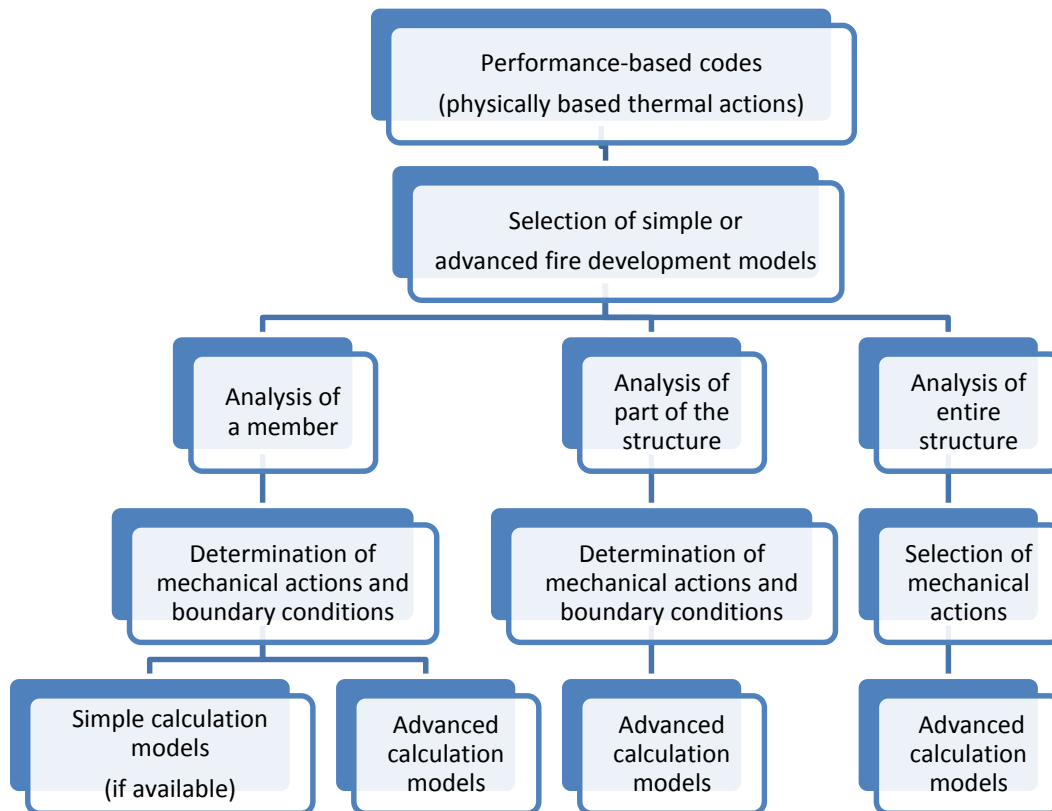 Performance-based codes
(physically based thermal actions)
Selection of simple or
advanced fire development models
Analysis of
a member
Analysis of
part of the
structure
Analysis of
entire
structure
Determination of
mechanical actions and
boundary conditions
Determination of
mechanical actions and
boundary conditions
Selection of
mechanical
actions
Simple calculation
models
(if available)
Advanced
calculation
models
Advanced
calculation
models
Advanced
calculation
models